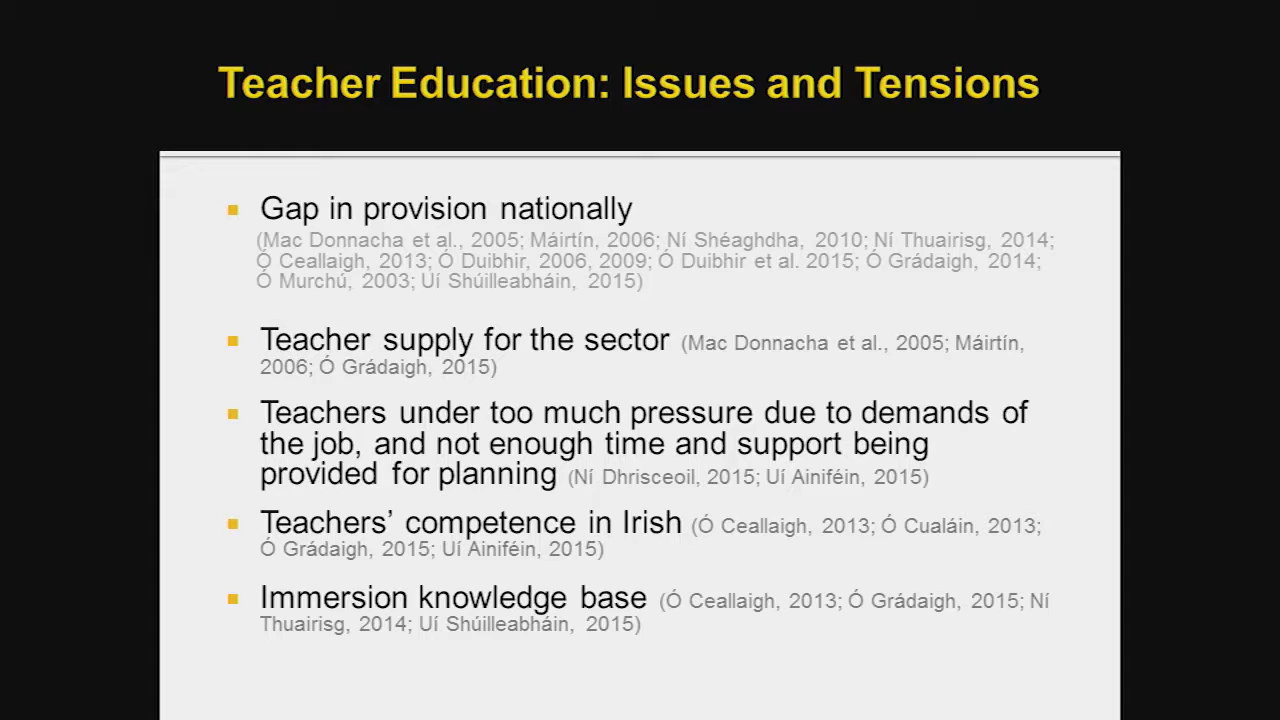 Teacher Education: Issues and Tensions
Gap in provision nationally
(Mac Donnacha et al., 2005; Máirtín, 2006; Ní Shéaghdha, 2010; Ní Thuairisg, 2014;
Ó Ceallaigh, 2013; Ó Duibhir, 2006, 2009; Ó Duibhir et al. 2015; Ó Grádaigh, 2014;
Ó Murchú, 2003; Uí Shúilleabháin, 2015)
Teacher supply for the sector (Mac Donnacha et al., 2005; Máirtín,
2006; Ó Grádaigh, 2015)
Teachers under too much pressure due to demands of
the job, and not enough time and support being
provided for planning (Ní Dhrisceoil, 2015; Uí Ainiféin, 2015)
Teachers’ competence in Irish (Ó Ceallaigh, 2013; Ó Cualáin, 2013;
Ó Grádaigh, 2015; Uí Ainiféin, 2015)
Immersion knowledge base (Ó Ceallaigh, 2013; Ó Grádaigh, 2015; Ní
Thuairisg, 2014; Uí Shúilleabháin, 2015)